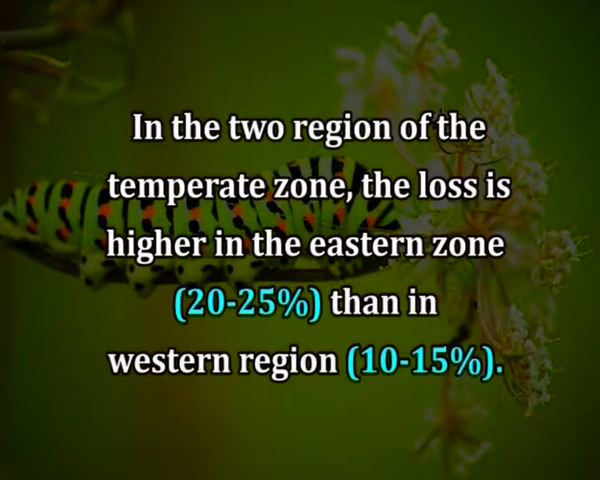 In the two region of the
temperate zone, the loss is
higher in the eastern zone
(20-25%) than in
western region (10-15%).